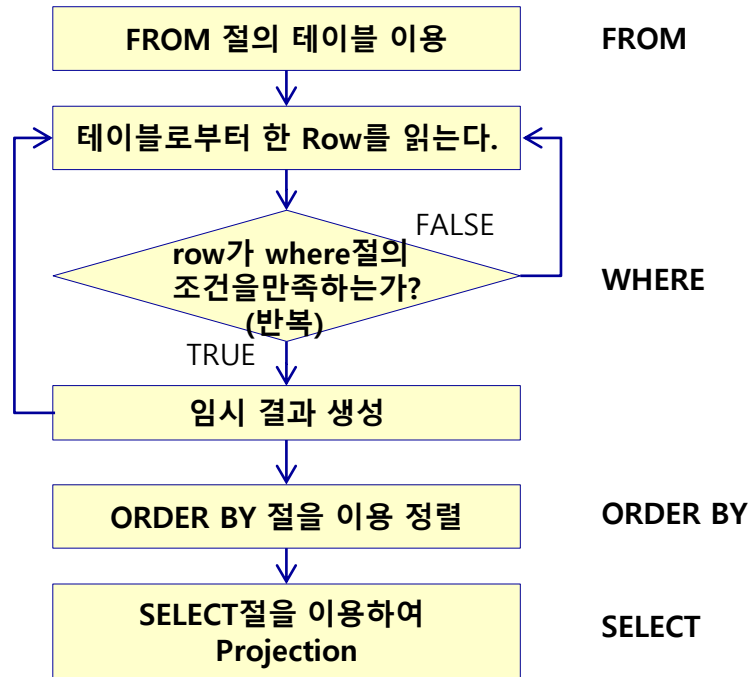 FROM 절의 테이블 이용
FROM
테이블로부터 한 Row를 읽는다.
FALSE
row가 where절의
조건을만족하는가?
(반복)
WHERE
TRUE
임시 결과 생성
ORDER BY 절을 이용 정렬
ORDER BY
SELECT절을 이용하여
Projection
SELECT